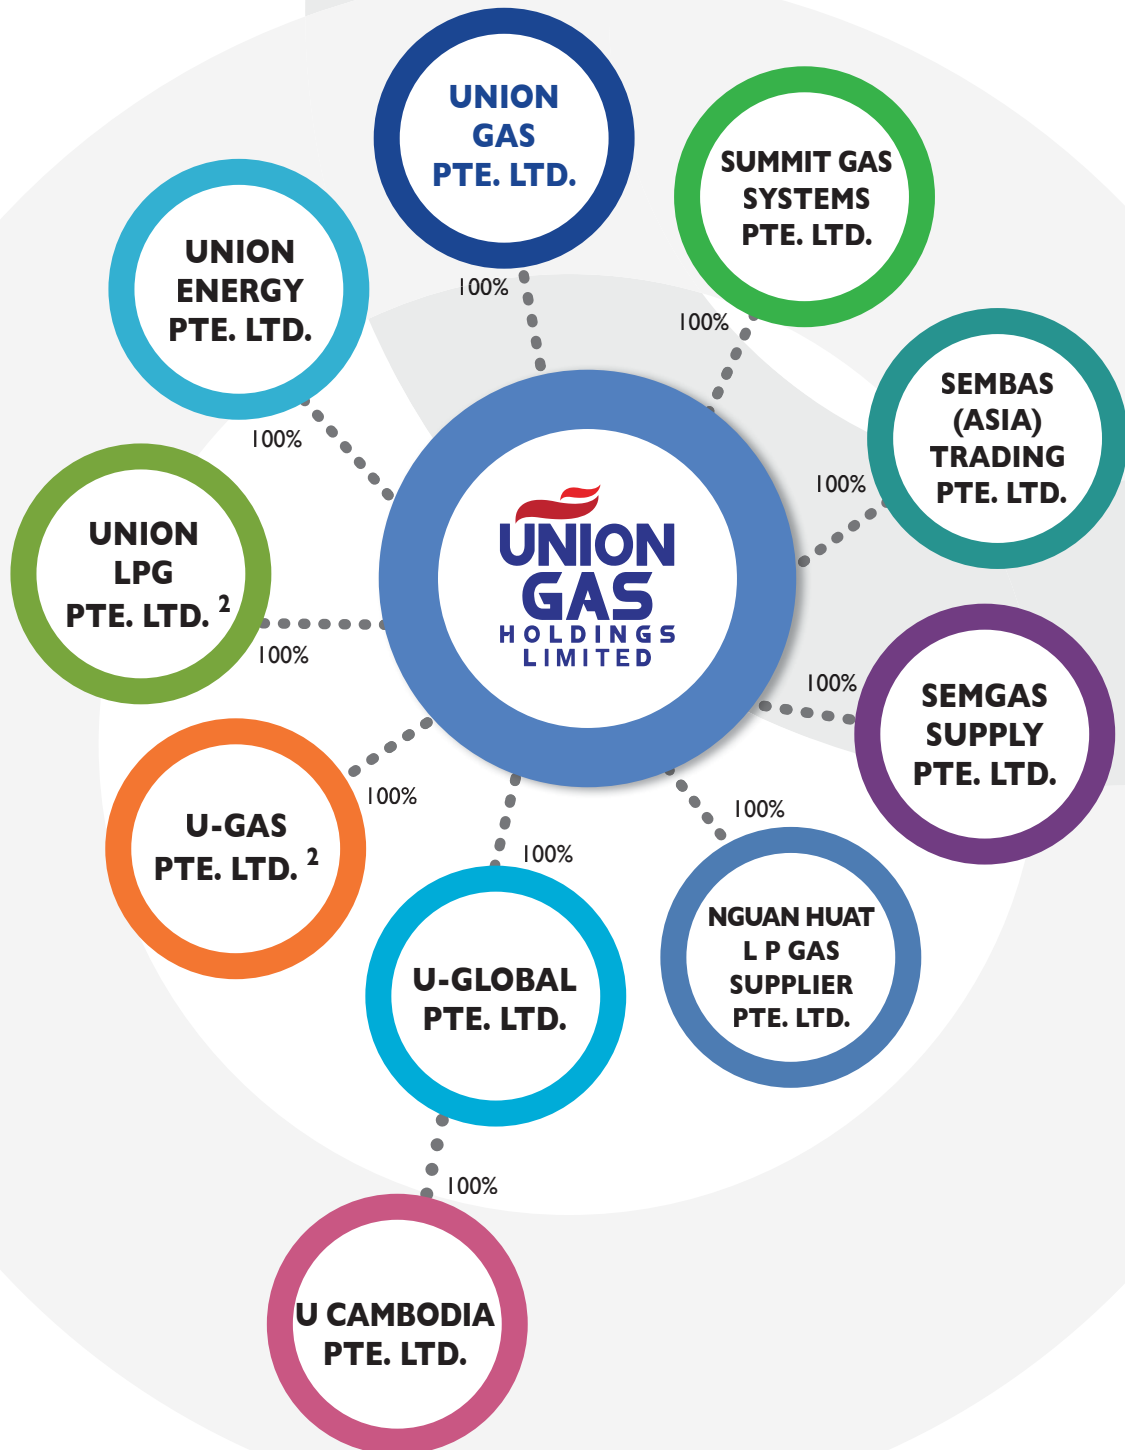 UNION
GAS
PTE. LTD.
100%
SUMMIT GAS
SYSTEMS
PTE. LTD.
100%
UNION
ENERGY
PTE. LTD.
100%
SEMBAS
(ASIA)
TRADING
PTE. LTD.
100%
UNION
LPG
PTE. LTD. 2
100%
UNION
GAS
HOLDINGS
LIMITED
SEMGAS
SUPPLY
PTE. LTD.
100%
U-GAS
PTE. LTD. 2
100%
NGUAN HUAT
L P GAS
SUPPLIER
PTE. LTD.
100%
U-GLOBAL
PTE. LTD.
100%
100%
U CAMBODIA
PTE. LTD.